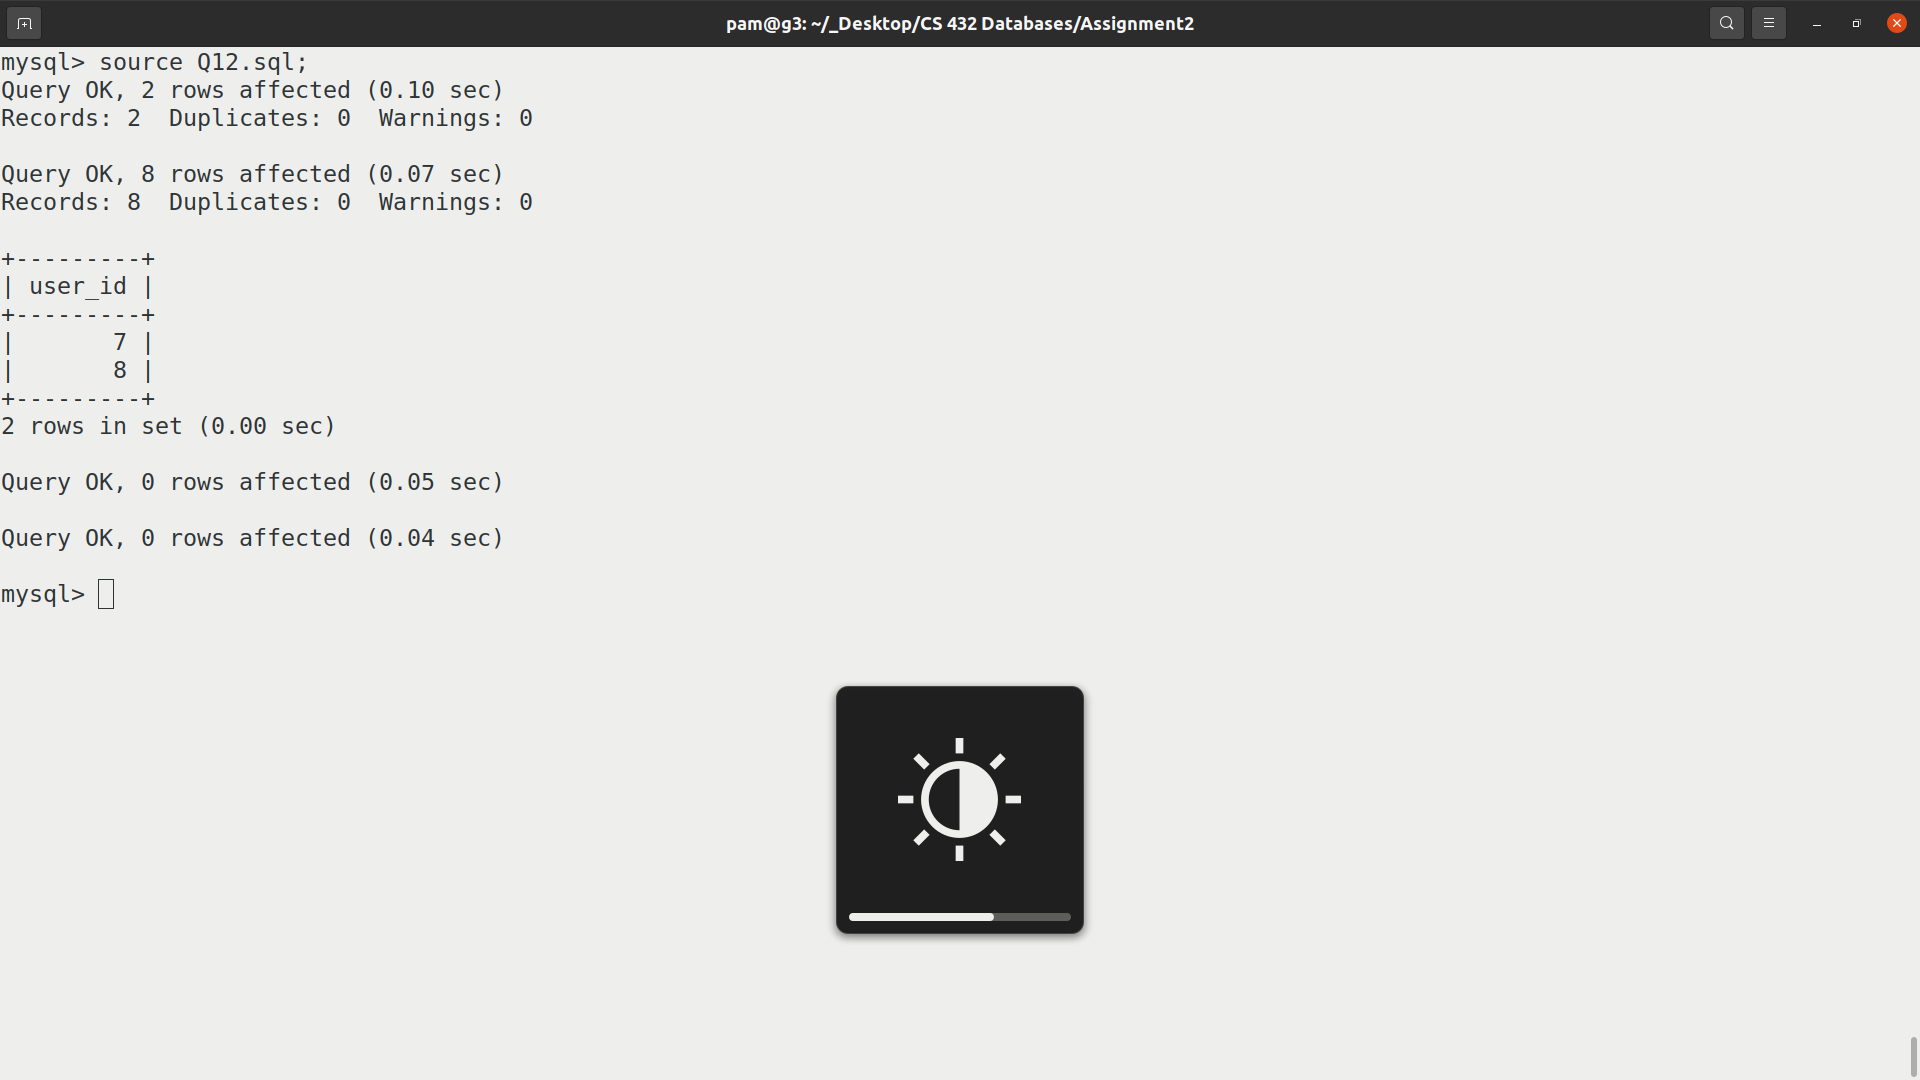 pam@g3: ~/_Desktop/CS 432 Databases/Assignment2
mysql> source Q12.sql;
Query OK, 2 rows affected (0.10 sec)
Records: 2  Duplicates: 0  Warnings: 0

Query OK, 8 rows affected (0.07 sec)
Records: 8  Duplicates: 0  Warnings: 0

+---------+
| user_id |
+---------+
|       7 |
|       8 |
+---------+
2 rows in set (0.00 sec)

Query OK, 0 rows affected (0.05 sec)

Query OK, 0 rows affected (0.04 sec)

mysql>